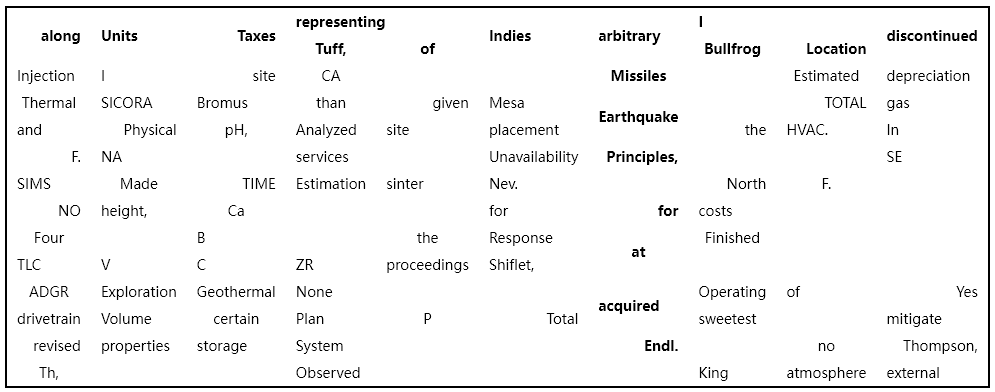 along Units Taxes representing Indies arbitrary I discontinued
Tuff, of Bullfrog Location
Injection I site CA Missiles Estimated depreciation
Thermal SICORA Bromus than given Mesa TOTAL gas
Earthquake
and Physical pH, Analyzed site placement the HVAC. In
F. NA services Unavailability Principles, SE
SIMS Made TIME Estimation sinter Nev. North F.
NO height, Ca for for costs
Four B the Response Finished
at
TLC V C ZR proceedings Shiflet,
ADGR Exploration Geothermal None Operating of Yes
acquired
drivetrain Volume certain Plan P Total sweetest mitigate
revised properties storage System Endl. no Thompson,
Th, Observed King atmosphere external